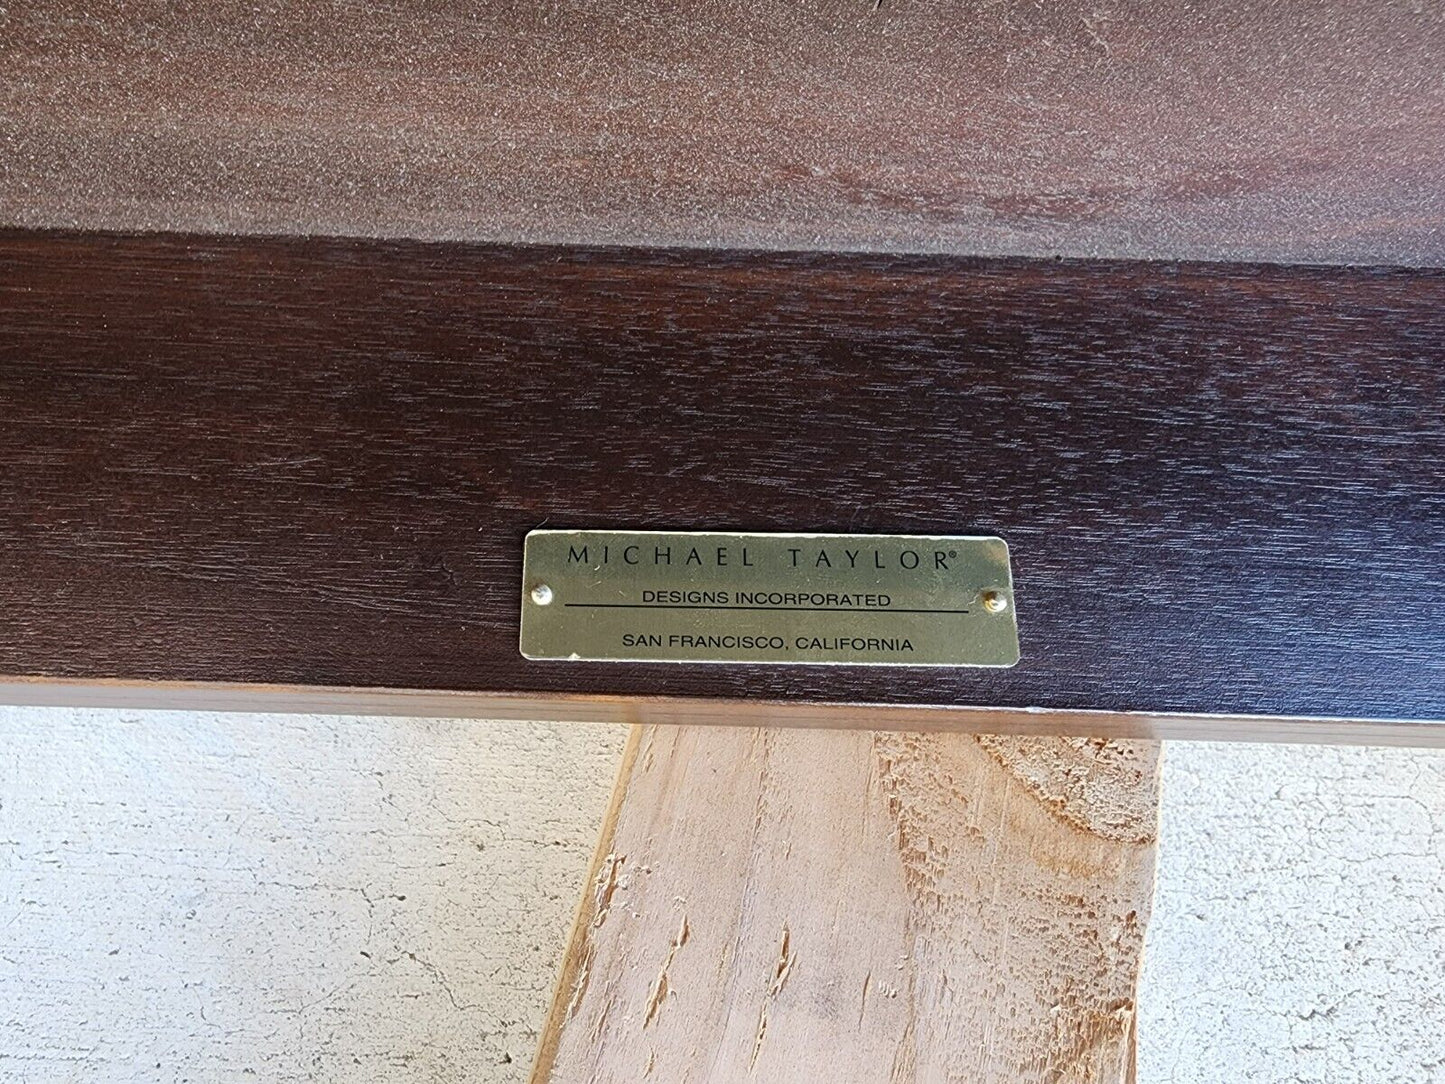 MICHAEL TAYLOR®
DESIGNS INCORPORATED
SAN FRANCISCO, CALIFORNIA